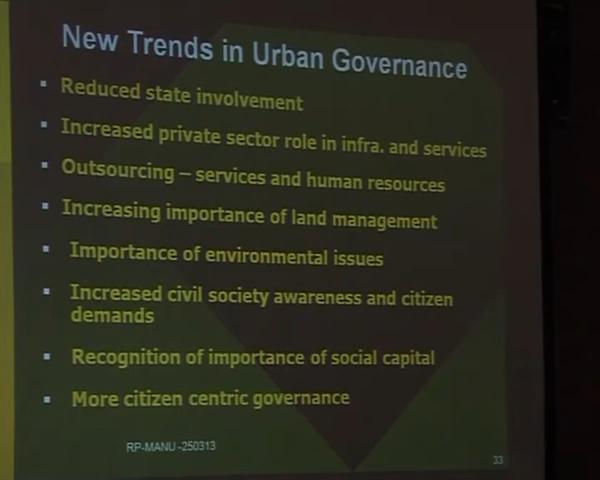 New Trends in Urban Governance
▪ Reduced state involvement
▪ Increased private sector role in infra. and services
▪ Outsourcing – services and human resources
▪ Increasing importance of land management
▪ Importance of environmental issues
▪ Increased civil society awareness and citizen
demands
▪ Recognition of importance of social capital
▪ More citizen centric governance
RP-MANU -250313
33